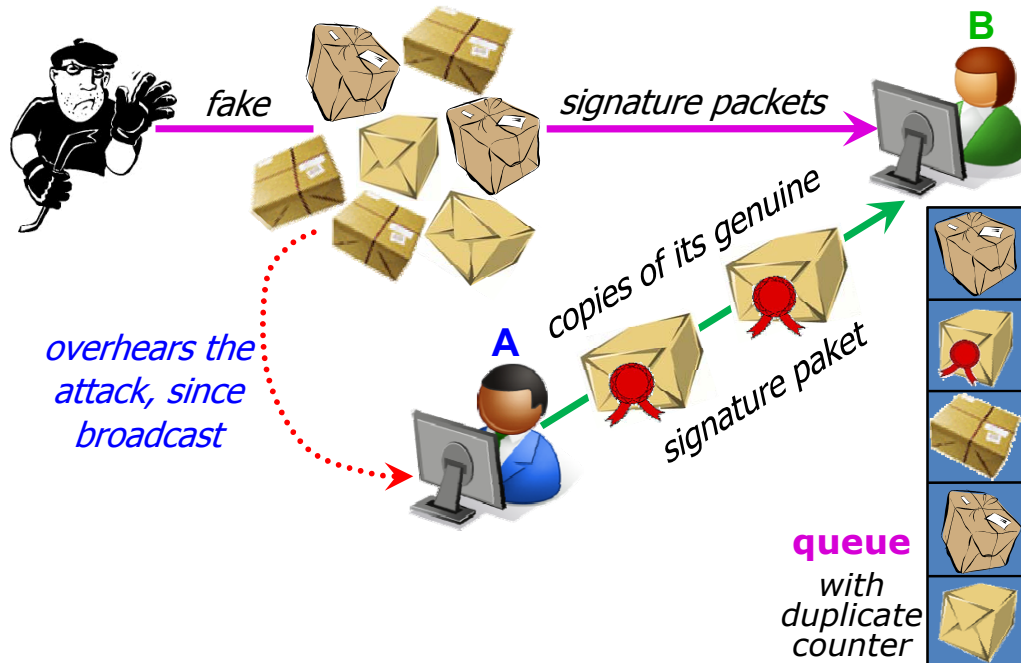 B
fake
signature packets
copies of its genuine
signature paket
A
overhears the
attack, since
broadcast
queue
with
duplicate
counter